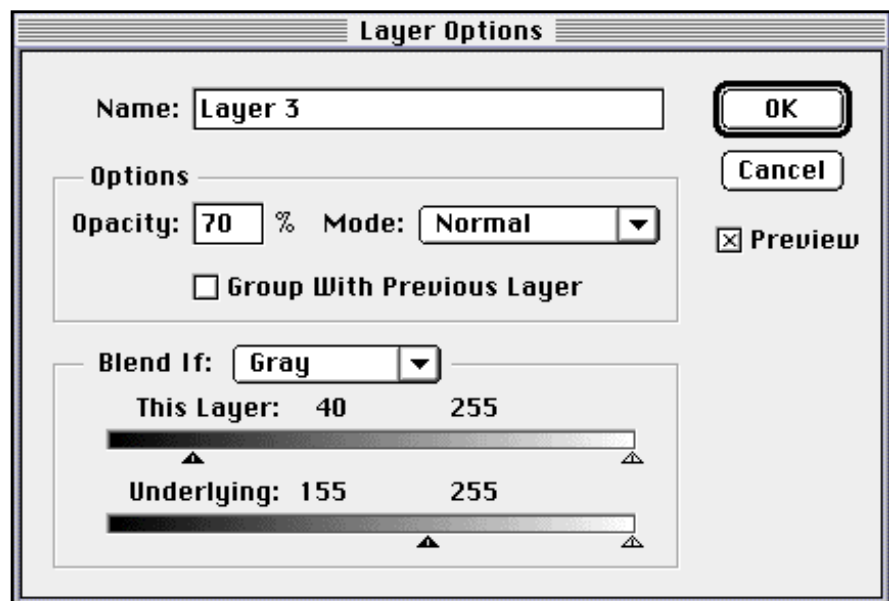 Layer Options
Name: Layer 3
OK
Cancel
Preview
Options
Opacity: 70 % Mode: Normal
Group With Previous Layer
Blend If: Gray
This Layer: 40 255
Underlying: 155 255